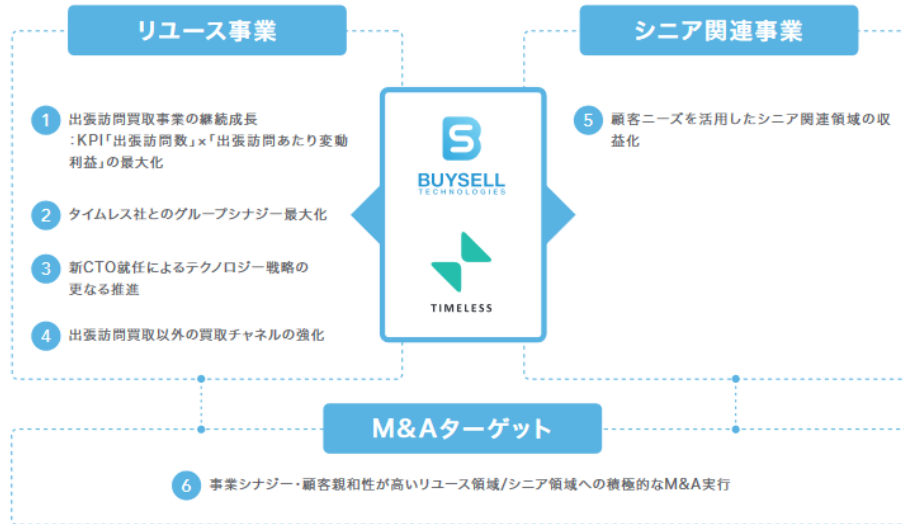 リユース事業
シニア関連事業
1 出張訪問買取事業の継続成長
:KPI「出張訪問数」×「出張訪問あたり変動
利益」の最大化
2 タイムレス社とのグループシナジー最大化
3 新CTO就任によるテクノロジー戦略の
更なる推進
4 出張訪問買取以外の買取チャネルの強化
BUYSELL
TECHNOLOGIES
TIMELESS
5 顧客ニーズを活用したシニア関連領域の収
益化
M&Aターゲット
6 事業シナジー・顧客親和性が高いリユース領域/シニア領域への積極的なM&A実行